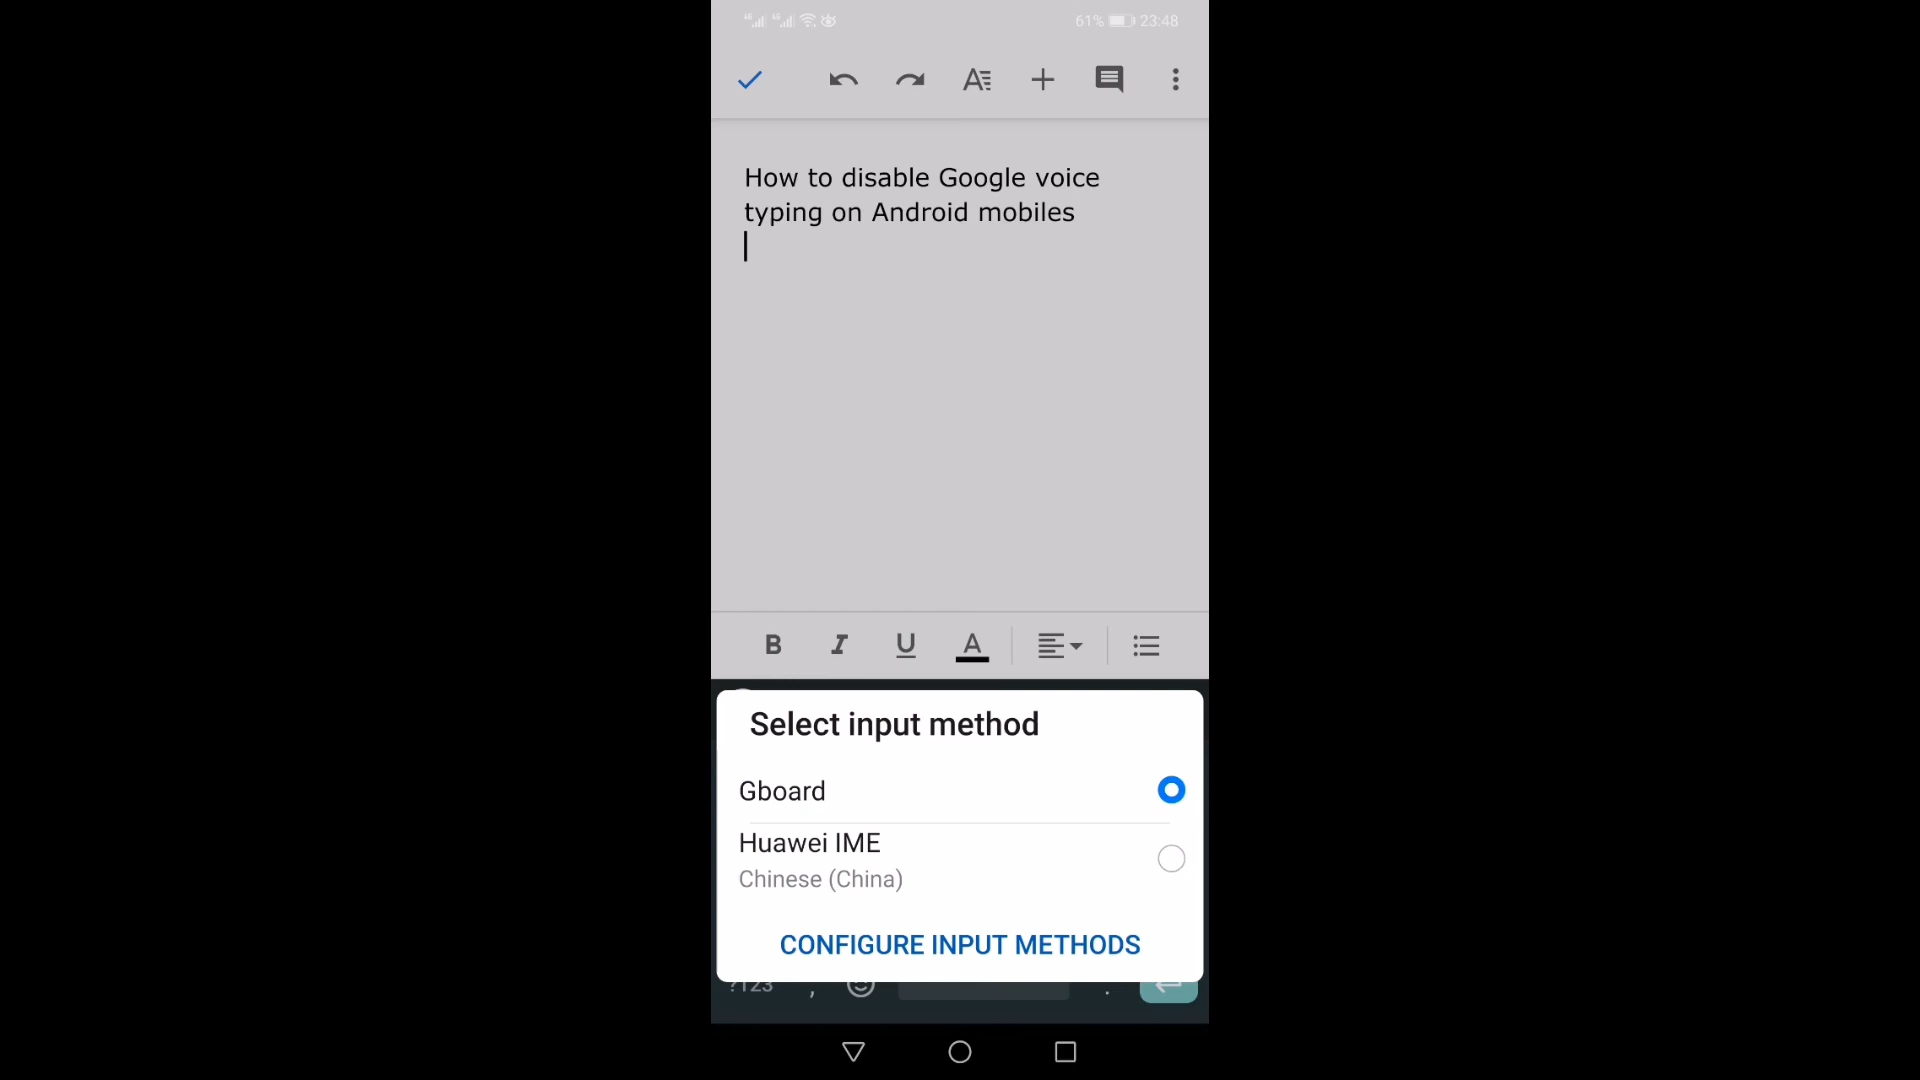 61% 23:48
How to disable Google voice
typing on Android mobiles
B I U A
Select input method
Gboard
Huawei IME
Chinese (China)
CONFIGURE INPUT METHODS
?123 , .